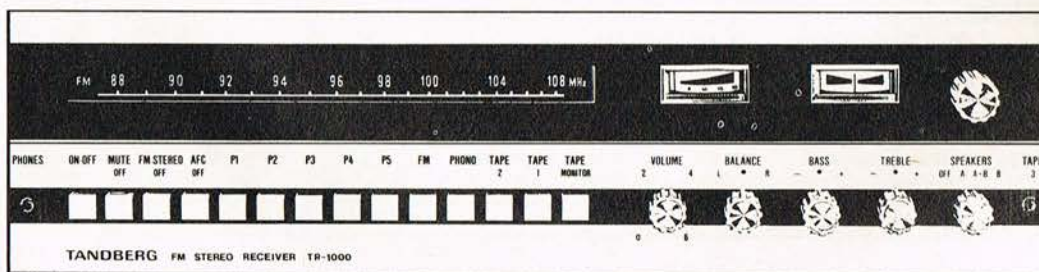 FM 88 90 92 94 96 98 100 104 108 MHz
PHONES ON·OFF MUTE FM STEREO AFC P1 P2 P3 P4 P5 FM PHONO TAPE TAPE TAPE VOLUME BALANCE BASS TREBLE SPEAKERS TAPE
OFF OFF OFF 2 1 MONITOR 2 4 L • R – • + – • + OFF A A+B B 3
0 6
TANDBERG FM STEREO RECEIVER TR-1000